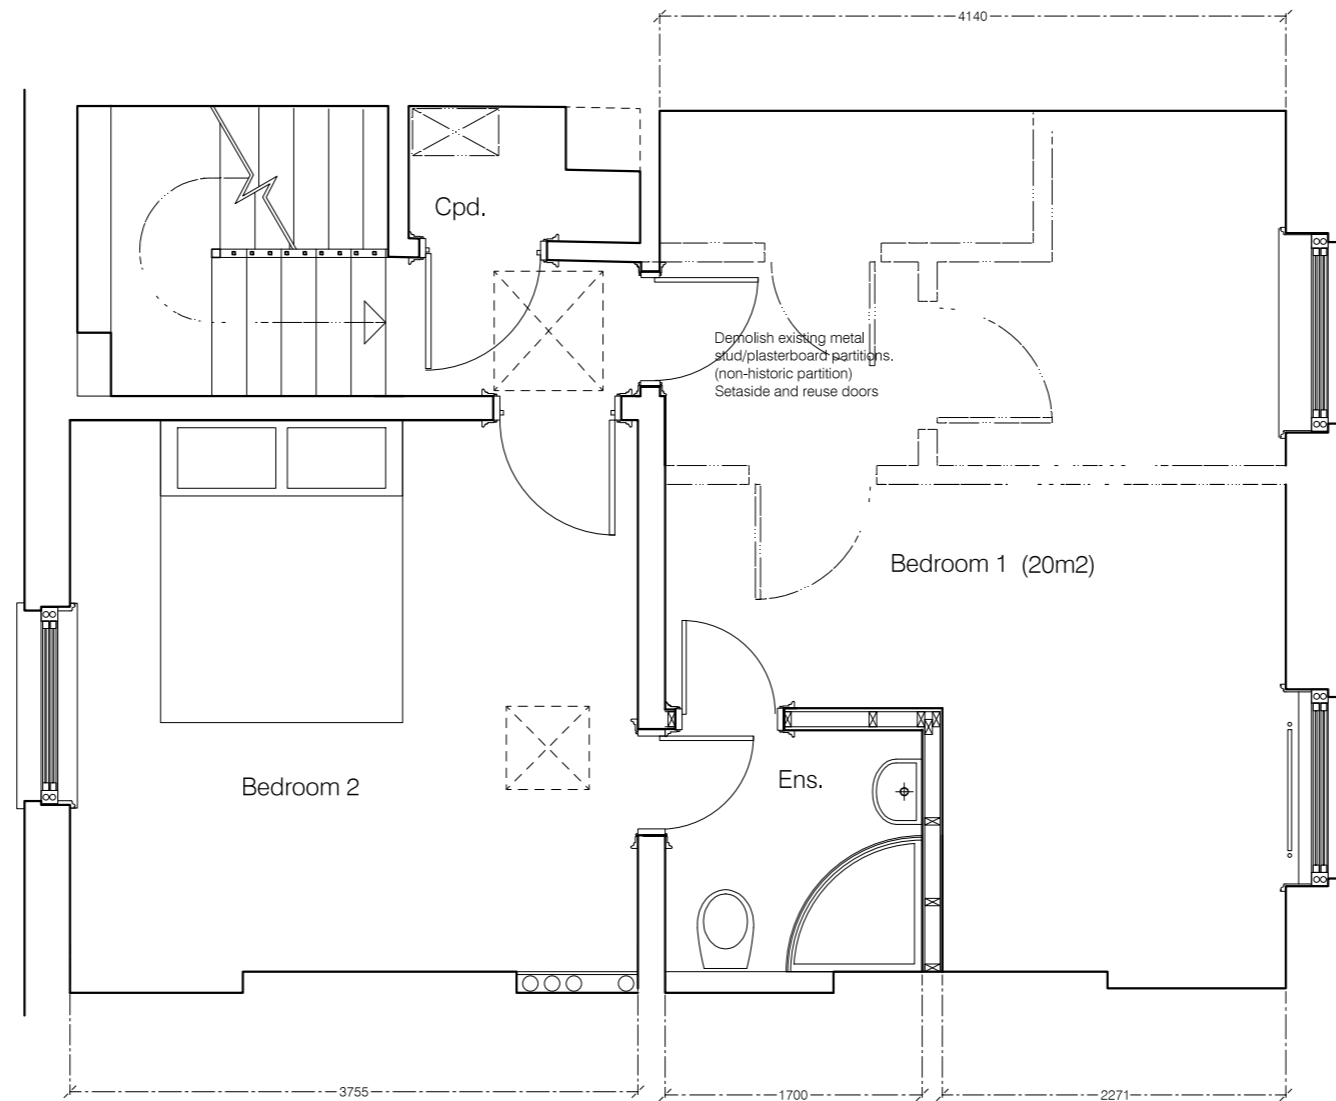 4140
Cpd.
Demolish existing metal
stud/plasterboard partitions.
(non-historic partition)
Setaside and reuse doors
Bedroom 1 (20m2)
Bedroom 2
Ens.
3755
1700
2271